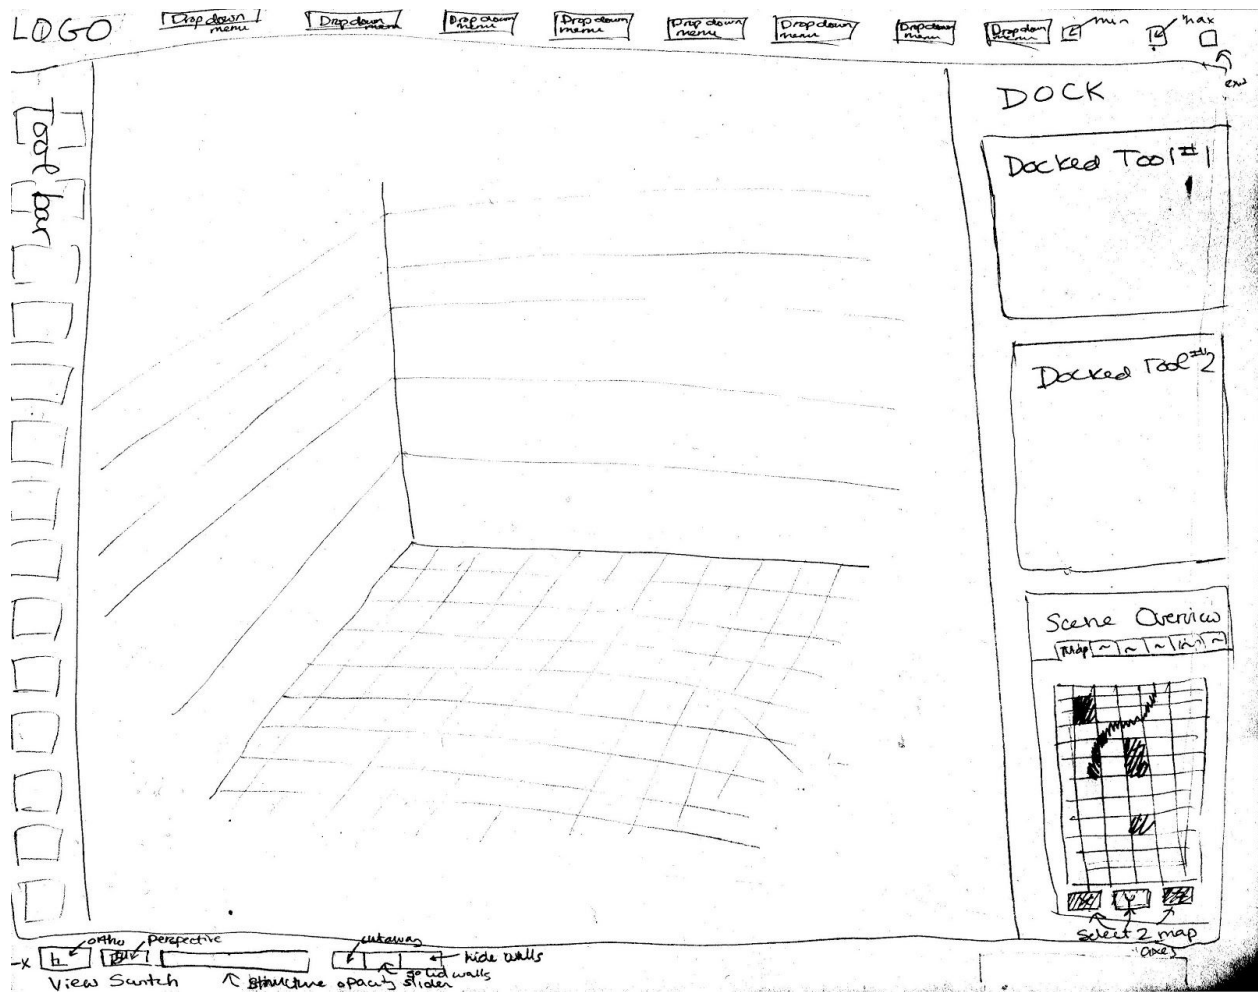 LOGO
Drop down
menu
Drop down
menu
Drop down
menu
Drop down
menu
Drop down
menu
Drop down
menu
Drop down
menu
Drop down
menu
min
max
Tool bar
DOCK
Docked Tool #1
Docked Tool #2
Scene Overview
Map
Y
Select 2 map
axes
ortho
perspective
View Switch
structure opacity slider
cutaway
hide walls
solid walls